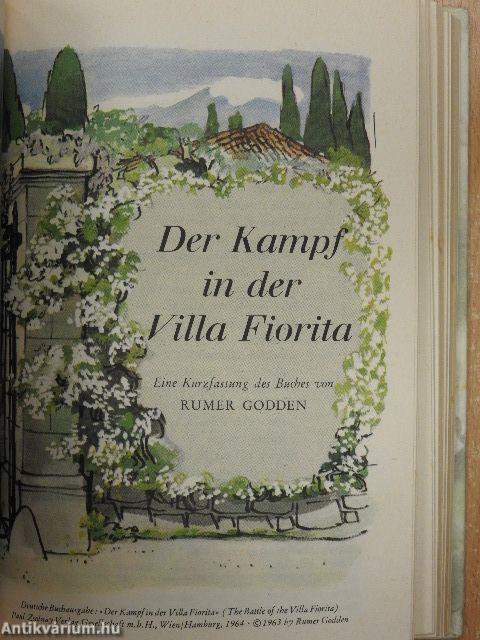 Der Kampf
in der
Villa Fiorita
Eine Kurzfassung des Buches von
RUMER GODDEN
Deutsche Buchausgabe: «Der Kampf in der Villa Fiorita» (The Battle of the Villa Fiorita)
Paul Zsolnay Verlag Gesellschaft m.b.H., Wien/Hamburg, 1964 · © 1963 by Rumer Godden
Antikvárium.hu